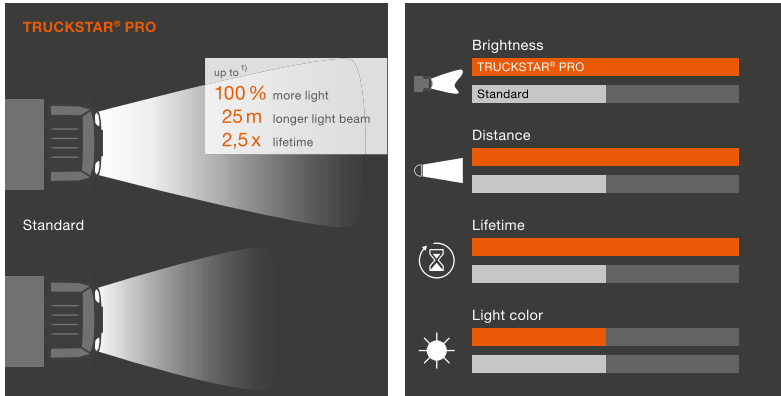 TRUCKSTAR® PRO
up to 1)
100 % more light
25 m longer light beam
2,5 x lifetime
Standard
Brightness
TRUCKSTAR® PRO
Standard
Distance
Lifetime
Light color